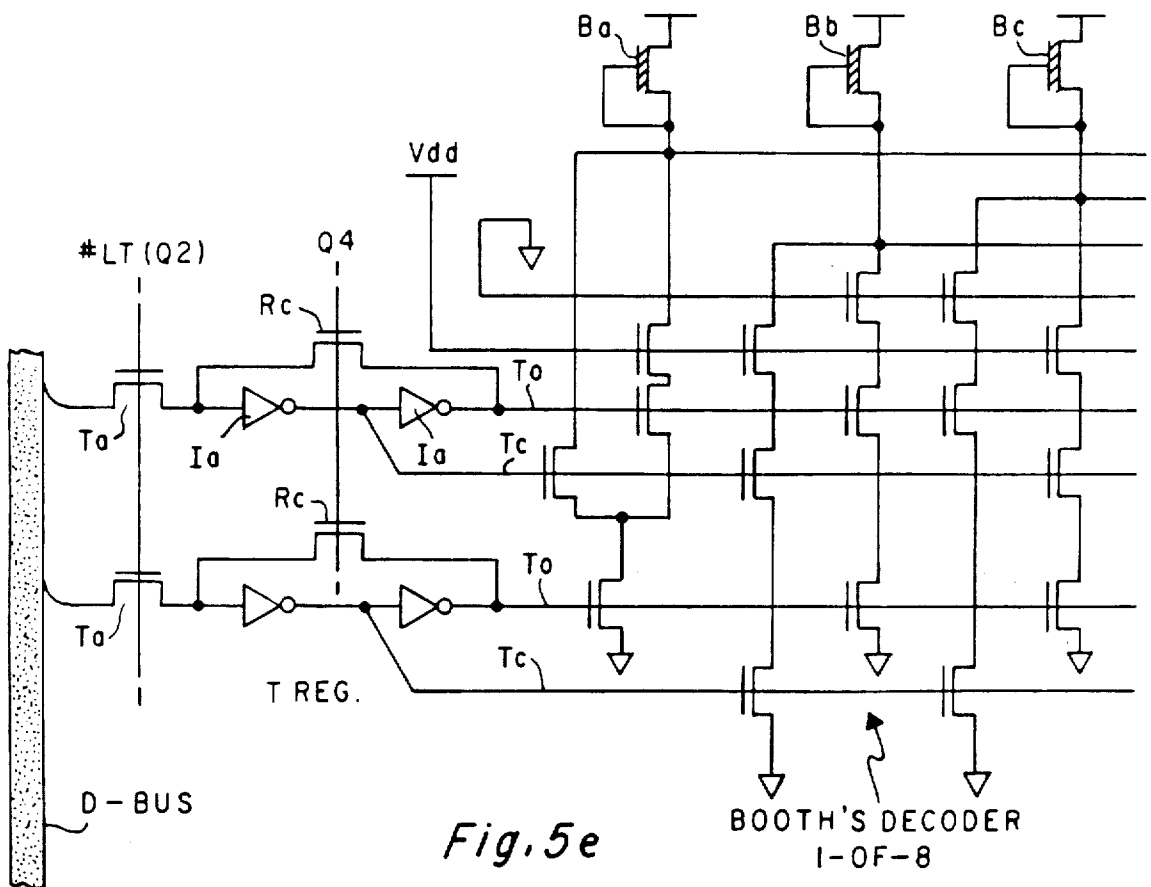 Ba
Bb
Bc
Vdd
#LT(Q2)
Q4
Rc
To
Ta
Ia
Ia
Tc
Rc
To
Ta
Tc
T REG.
D-BUS
BOOTH'S DECODER
1-OF-8
Fig. 5e